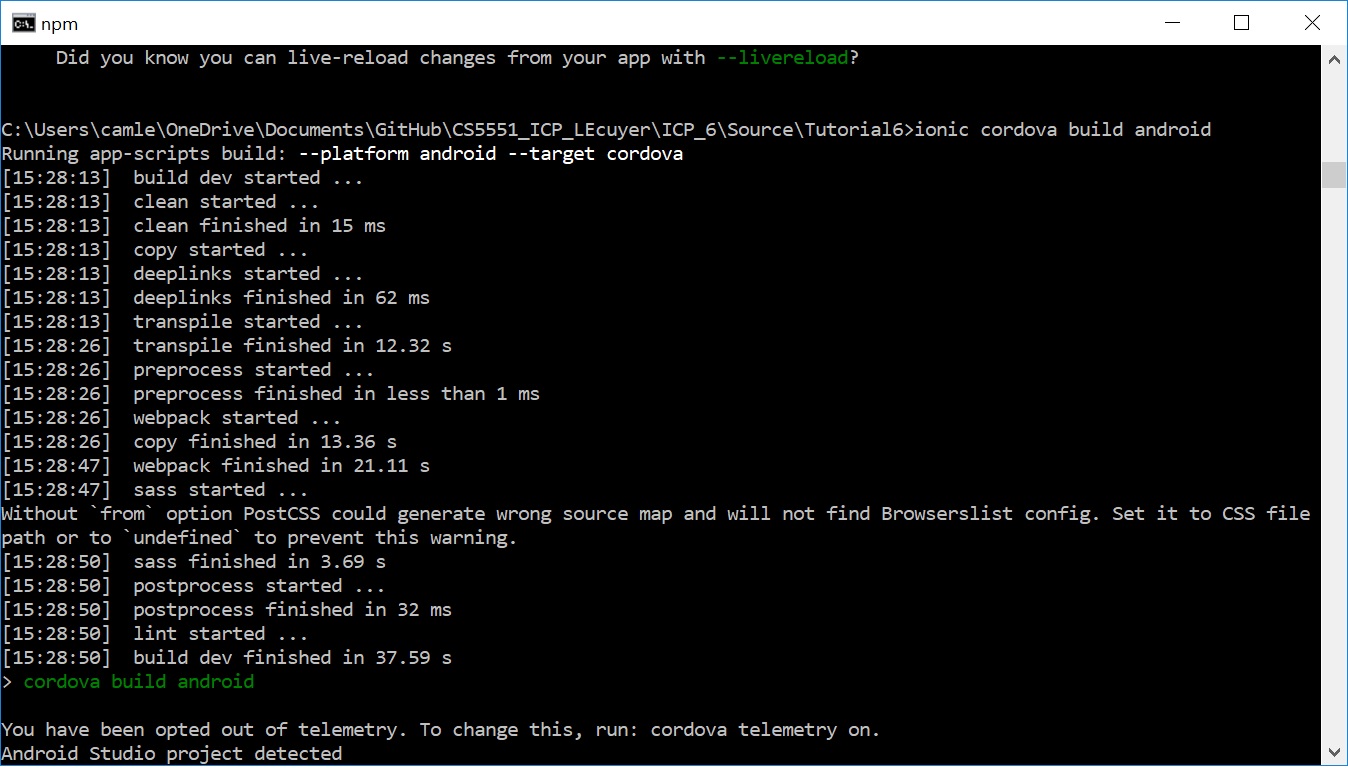 npm
Did you know you can live-reload changes from your app with --livereload?
C:\Users\camle\OneDrive\Documents\GitHub\CS5551_ICP_LEcuyer\ICP_6\Source\Tutorial6>ionic cordova build android
Running app-scripts build: --platform android --target cordova
[15:28:13]  build dev started ...
[15:28:13]  clean started ...
[15:28:13]  clean finished in 15 ms
[15:28:13]  copy started ...
[15:28:13]  deeplinks started ...
[15:28:13]  deeplinks finished in 62 ms
[15:28:13]  transpile started ...
[15:28:26]  transpile finished in 12.32 s
[15:28:26]  preprocess started ...
[15:28:26]  preprocess finished in less than 1 ms
[15:28:26]  webpack started ...
[15:28:26]  copy finished in 13.36 s
[15:28:47]  webpack finished in 21.11 s
[15:28:47]  sass started ...
Without `from` option PostCSS could generate wrong source map and will not find Browserslist config. Set it to CSS file
path or to `undefined` to prevent this warning.
[15:28:50]  sass finished in 3.69 s
[15:28:50]  postprocess started ...
[15:28:50]  postprocess finished in 32 ms
[15:28:50]  lint started ...
[15:28:50]  build dev finished in 37.59 s
> cordova build android
You have been opted out of telemetry. To change this, run: cordova telemetry on.
Android Studio project detected